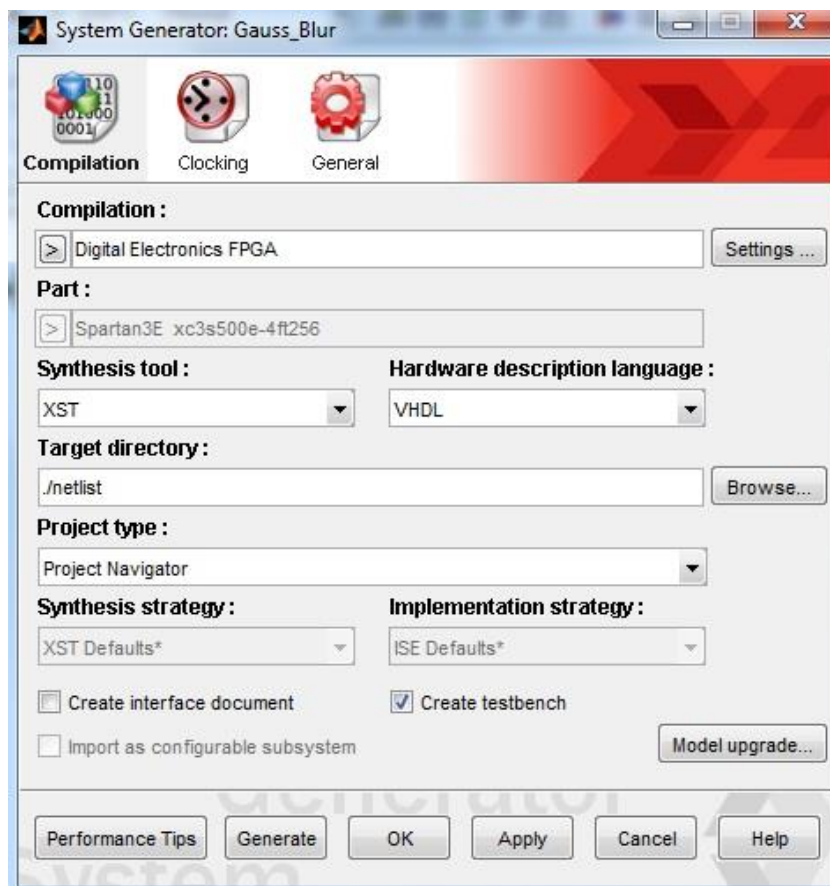 System Generator: Gauss_Blur
Compilation Clocking General
Compilation :
> Digital Electronics FPGA Settings ...
Part :
> Spartan3E xc3s500e-4ft256
Synthesis tool : Hardware description language :
XST VHDL
Target directory :
./netlist Browse...
Project type :
Project Navigator
Synthesis strategy : Implementation strategy :
XST Defaults* ISE Defaults*
Create interface document Create testbench
Import as configurable subsystem Model upgrade...
Generator
Performance Tips Generate OK Apply Cancel Help
System